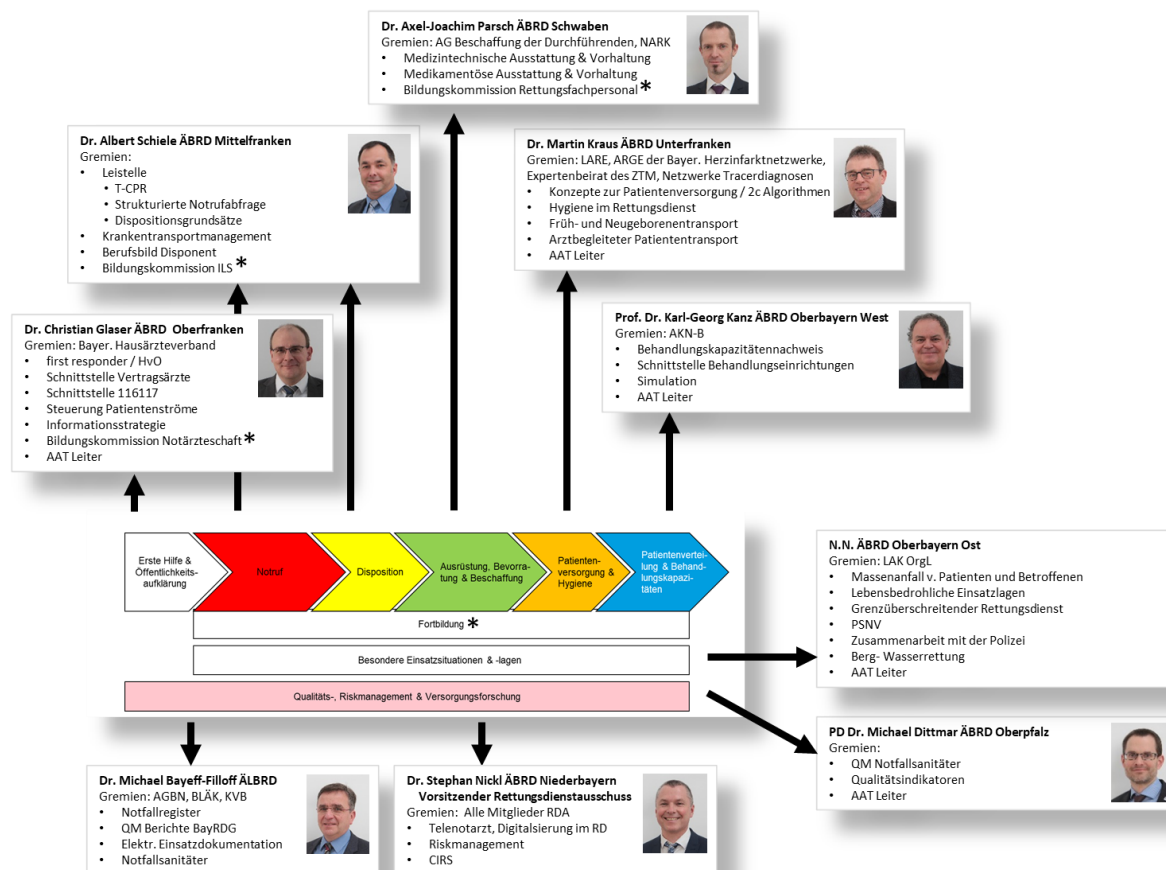 Dr. Axel-Joachim Parsch ÄBRD Schwaben
Gremien: AG Beschaffung der Durchführenden, NARK
• Medizintechnische Ausstattung & Vorhaltung
• Medikamentöse Ausstattung & Vorhaltung
• Bildungskommission Rettungsfachpersonal *
Dr. Albert Schiele ÄBRD Mittelfranken
Gremien:
• Leistelle
• T-CPR
• Strukturierte Notrufabfrage
• Dispositionsgrundsätze
• Krankentransportmanagement
• Berufsbild Disponent
• Bildungskommission ILS *
Dr. Martin Kraus ÄBRD Unterfranken
Gremien: LARE, ARGE der Bayer. Herzinfarktnetzwerke,
Expertenbeirat des ZTM, Netzwerke Tracerdiagnosen
• Konzepte zur Patientenversorgung / 2c Algorithmen
• Hygiene im Rettungsdienst
• Früh- und Neugeborenentransport
• Arztbegleiteter Patiententransport
• AAT Leiter
Dr. Christian Glaser ÄBRD Oberfranken
Gremien: Bayer. Hausärzteverband
• first responder / HvO
• Schnittstelle Vertragsärzte
• Schnittstelle 116117
• Steuerung Patientenströme
• Informationsstrategie
• Bildungskommission Notärzteschaft *
• AAT Leiter
Prof. Dr. Karl-Georg Kanz ÄBRD Oberbayern West
Gremien: AKN-B
• Behandlungskapazitätennachweis
• Schnittstelle Behandlungseinrichtungen
• Simulation
• AAT Leiter
Erste Hilfe &
Öffentlichkeits-
aufklärung
Notruf
Disposition
Ausrüstung, Bevorra-
tung & Beschaffung
Patienten-
versorgung &
Hygiene
Patientenvertei-
lung & Behand-
lungskapazi-
täten
Fortbildung *
Besondere Einsatzsituationen & -lagen
Qualitäts-, Riskmanagement & Versorgungsforschung
N.N. ÄBRD Oberbayern Ost
Gremien: LAK OrgL
• Massenanfall v. Patienten und Betroffenen
• Lebensbedrohliche Einsatzlagen
• Grenzüberschreitender Rettungsdienst
• PSNV
• Zusammenarbeit mit der Polizei
• Berg- Wasserrettung
• AAT Leiter
PD Dr. Michael Dittmar ÄBRD Oberpfalz
Gremien:
• QM Notfallsanitäter
• Qualitätsindikatoren
• AAT Leiter
Dr. Michael Bayeff-Filloff ÄLBRD
Gremien: AGBN, BLÄK, KVB
• Notfallregister
• QM Berichte BayRDG
• Elektr. Einsatzdokumentation
• Notfallsanitäter
Dr. Stephan Nickl ÄBRD Niederbayern
Vorsitzender Rettungsdienstausschuss
Gremien: Alle Mitglieder RDA
• Telenotarzt, Digitalisierung im RD
• Riskmanagement
• CIRS